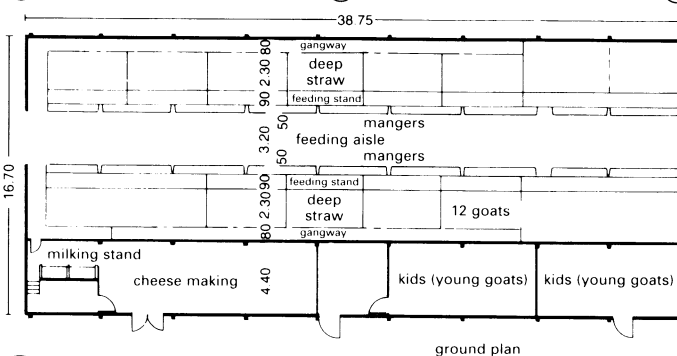 38.75
gangway
deep
straw
feeding stand
mangers
feeding aisle
mangers
feeding stand
deep
straw
12 goats
gangway
80
2.30
90
50
3.20
50
90
2.30
80
16.70
milking stand
cheese making
4.40
kids (young goats)
kids (young goats)
ground plan